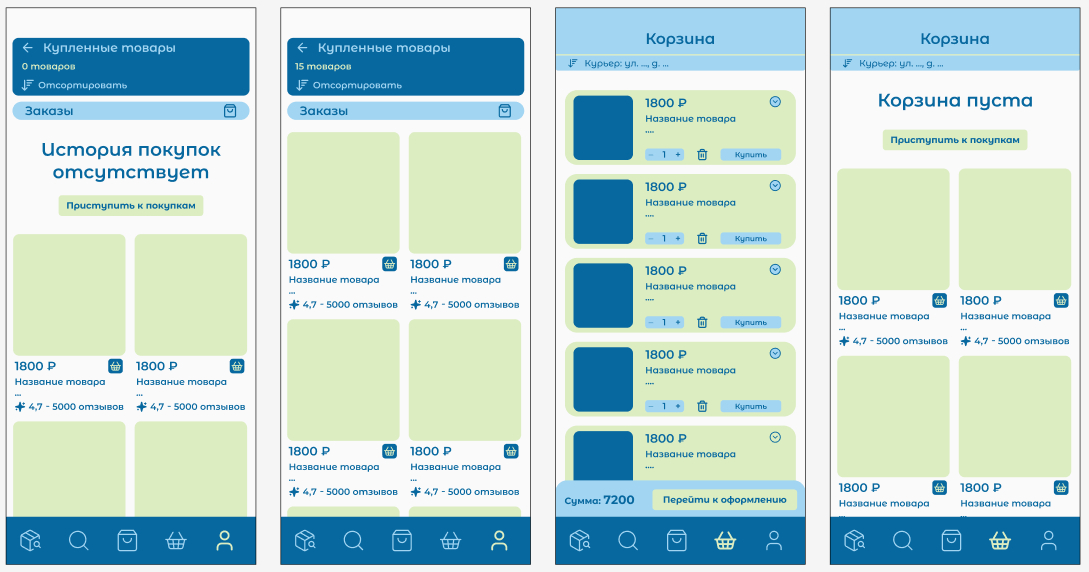 Купленные товары
0 товаров
Отсортировать
Заказы
История покупок
отсутствует
Приступить к покупкам
1800 ₽
Название товара
...
4,7 - 5000 отзывов
1800 ₽
Название товара
...
4,7 - 5000 отзывов
Купленные товары
15 товаров
Отсортировать
Заказы
1800 ₽
Название товара
...
4,7 - 5000 отзывов
1800 ₽
Название товара
...
4,7 - 5000 отзывов
1800 ₽
Название товара
...
4,7 - 5000 отзывов
1800 ₽
Название товара
...
4,7 - 5000 отзывов
Корзина
Курьер: ул. ..., д. ...
1800 ₽
Название товара
....
- 1 +
Купить
1800 ₽
Название товара
....
- 1 +
Купить
1800 ₽
Название товара
....
- 1 +
Купить
1800 ₽
Название товара
....
- 1 +
Купить
1800 ₽
Название товара
....
Сумма: 7200
Перейти к оформлению
Корзина
Курьер: ул. ..., д. ...
Корзина пуста
Приступить к покупкам
1800 ₽
Название товара
...
4,7 - 5000 отзывов
1800 ₽
Название товара
...
4,7 - 5000 отзывов
1800 ₽
Название товара
...
1800 ₽
Название товара
...